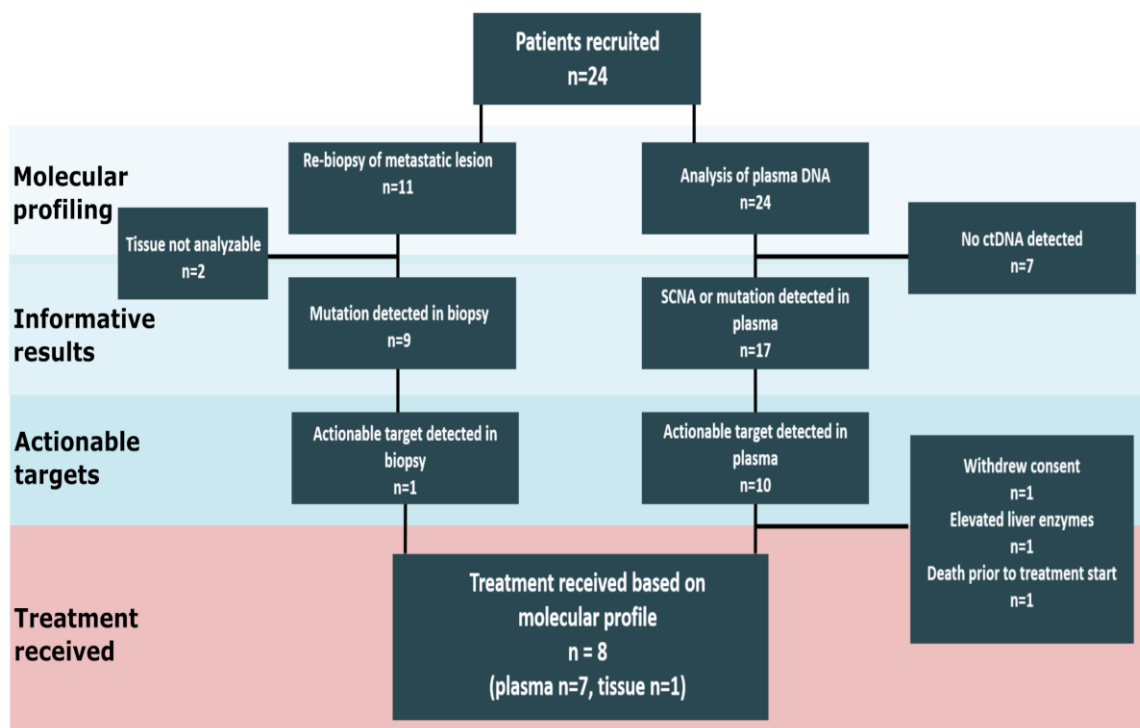 Patients recruited
n=24
Molecular
profiling
Re-biopsy of metastatic lesion
n=11
Analysis of plasma DNA
n=24
Tissue not analyzable
n=2
No ctDNA detected
n=7
Informative
results
Mutation detected in biopsy
n=9
SCNA or mutation detected in
plasma
n=17
Actionable
targets
Actionable target detected in
biopsy
n=1
Actionable target detected in
plasma
n=10
Withdrew consent
n=1
Elevated liver enzymes
n=1
Death prior to treatment start
n=1
Treatment
received
Treatment received based on
molecular profile
n = 8
(plasma n=7, tissue n=1)